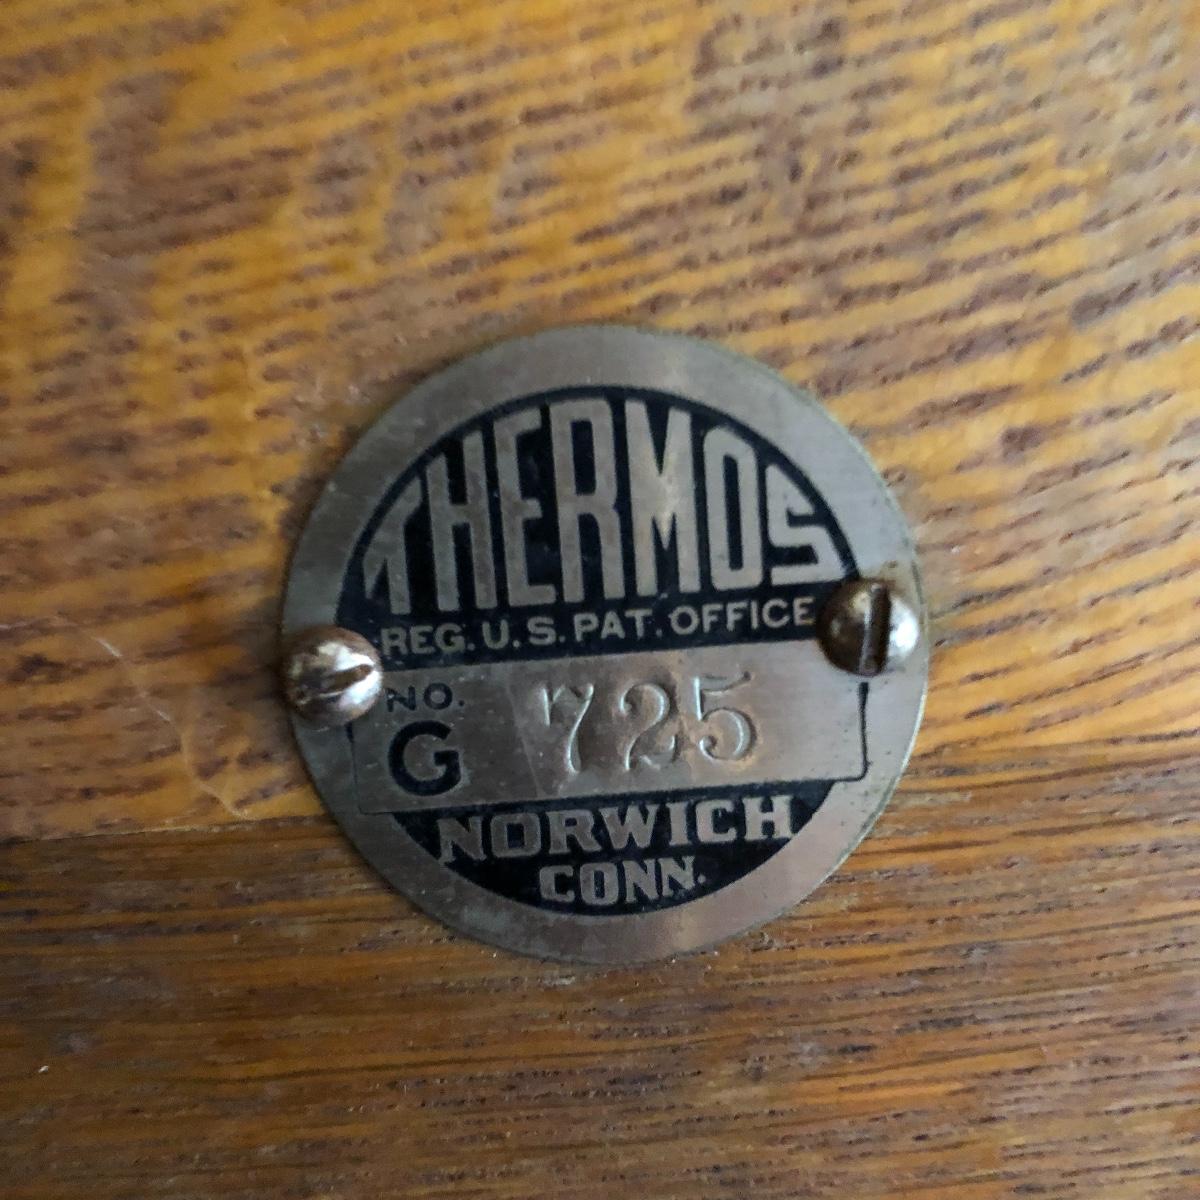 THERMOS
REG. U.S. PAT. OFFICE
NO.
G 725
NORWICH
CONN.